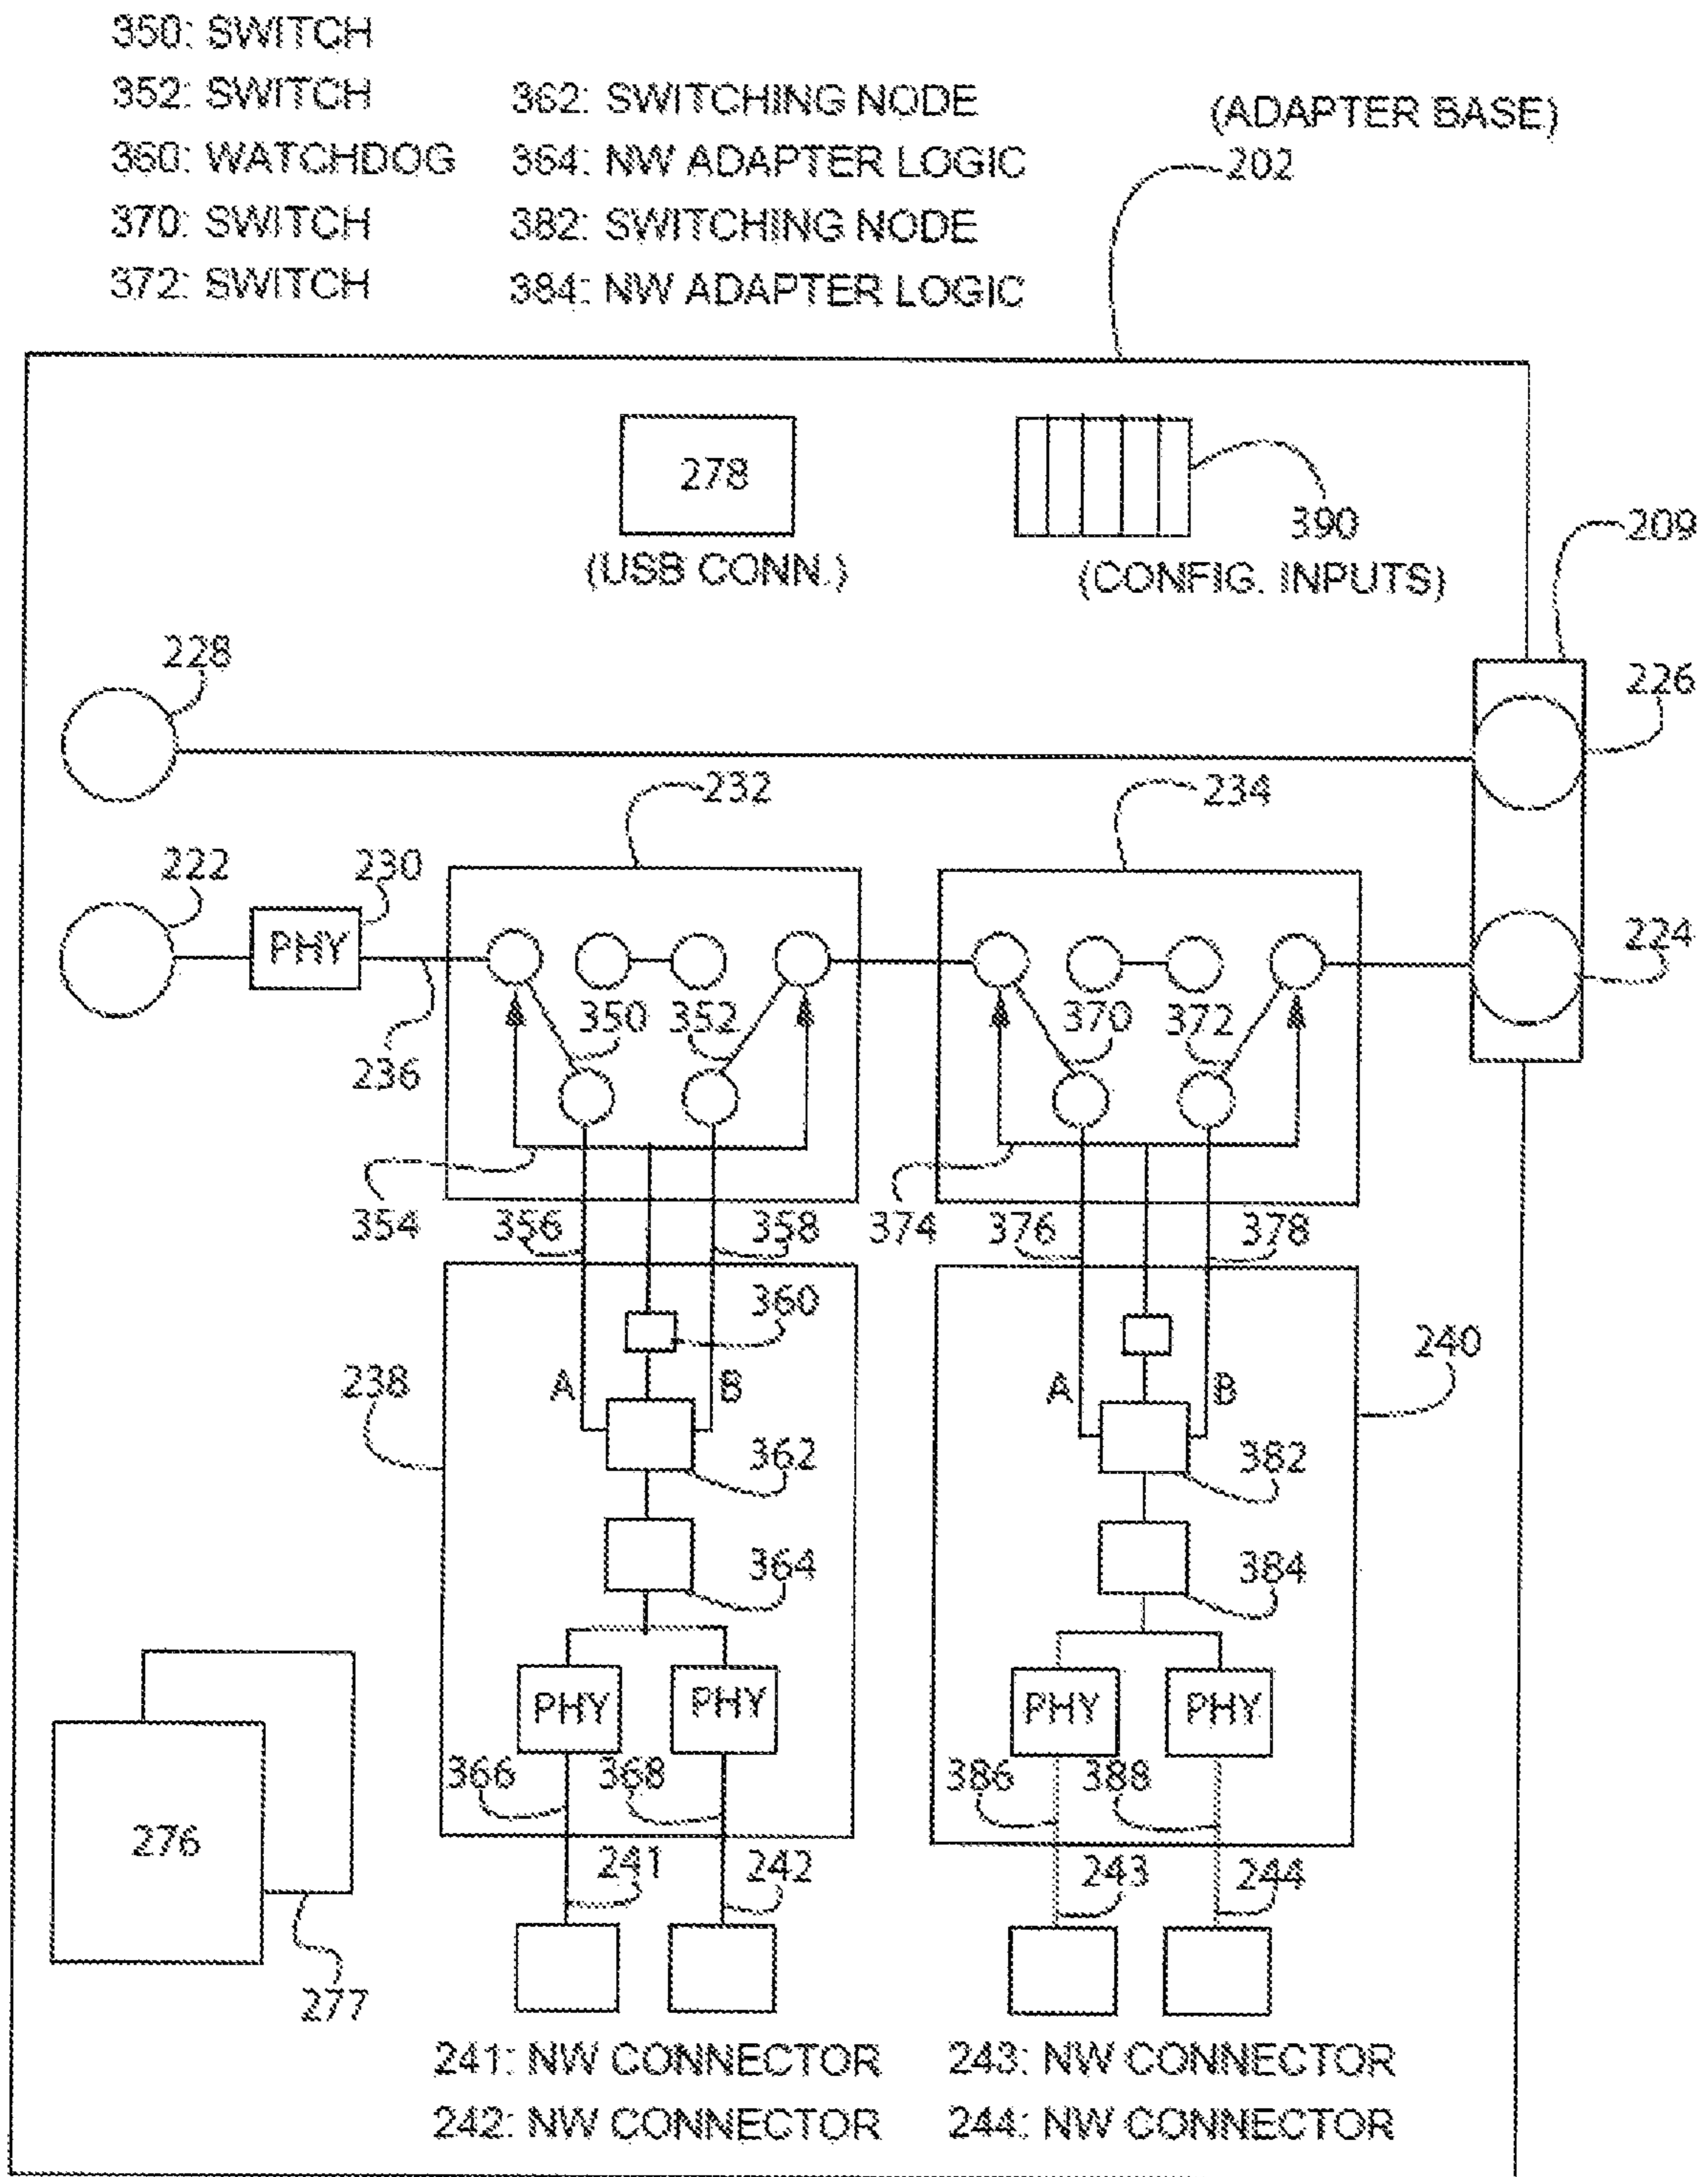 350: SWITCH
352: SWITCH
360: WATCHDOG
370: SWITCH
372: SWITCH
362: SWITCHING NODE
364: NW ADAPTER LOGIC
382: SWITCHING NODE
384: NW ADAPTER LOGIC
(ADAPTER BASE)
202
278
(USB CONN.)
390
(CONFIG. INPUTS)
209
228
226
232
234
222
230
PHY
224
236
350
352
370
372
354
356
358
374
376
378
360
238
A
B
A
B
240
362
382
364
384
PHY
PHY
PHY
PHY
366
368
386
388
276
241
242
243
244
277
241: NW CONNECTOR
242: NW CONNECTOR
243: NW CONNECTOR
244: NW CONNECTOR